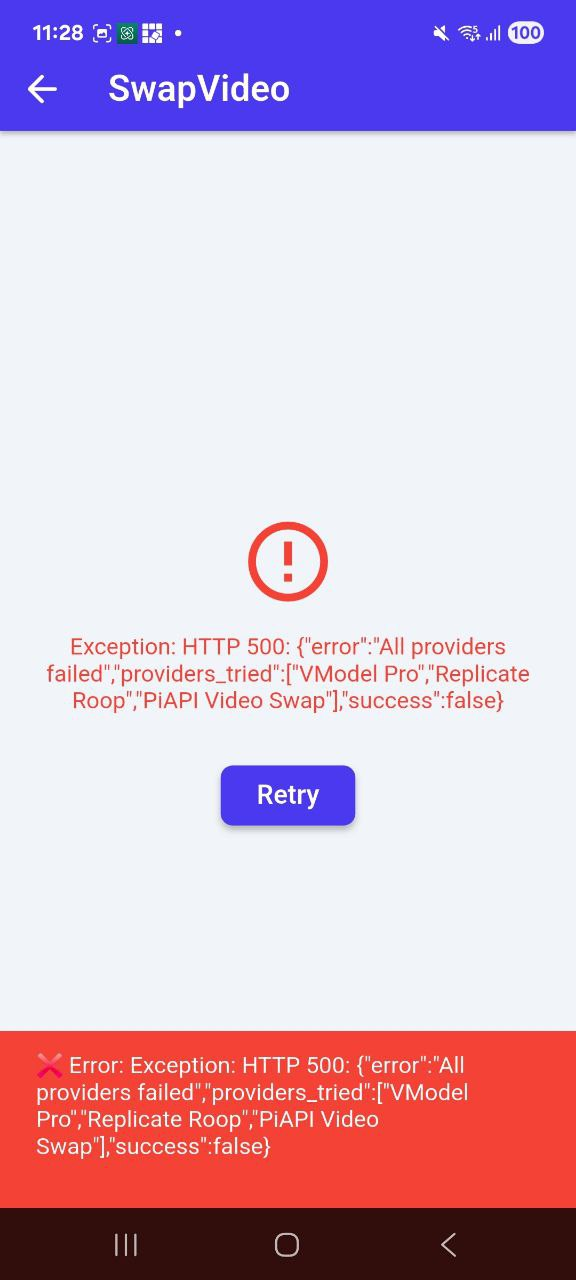 11:28
100
SwapVideo
Exception: HTTP 500: {"error":"All providers
failed","providers_tried":["VModel Pro","Replicate
Roop","PiAPI Video Swap"],"success":false}
Retry
❌ Error: Exception: HTTP 500: {"error":"All
providers failed","providers_tried":["VModel
Pro","Replicate Roop","PiAPI Video
Swap"],"success":false}